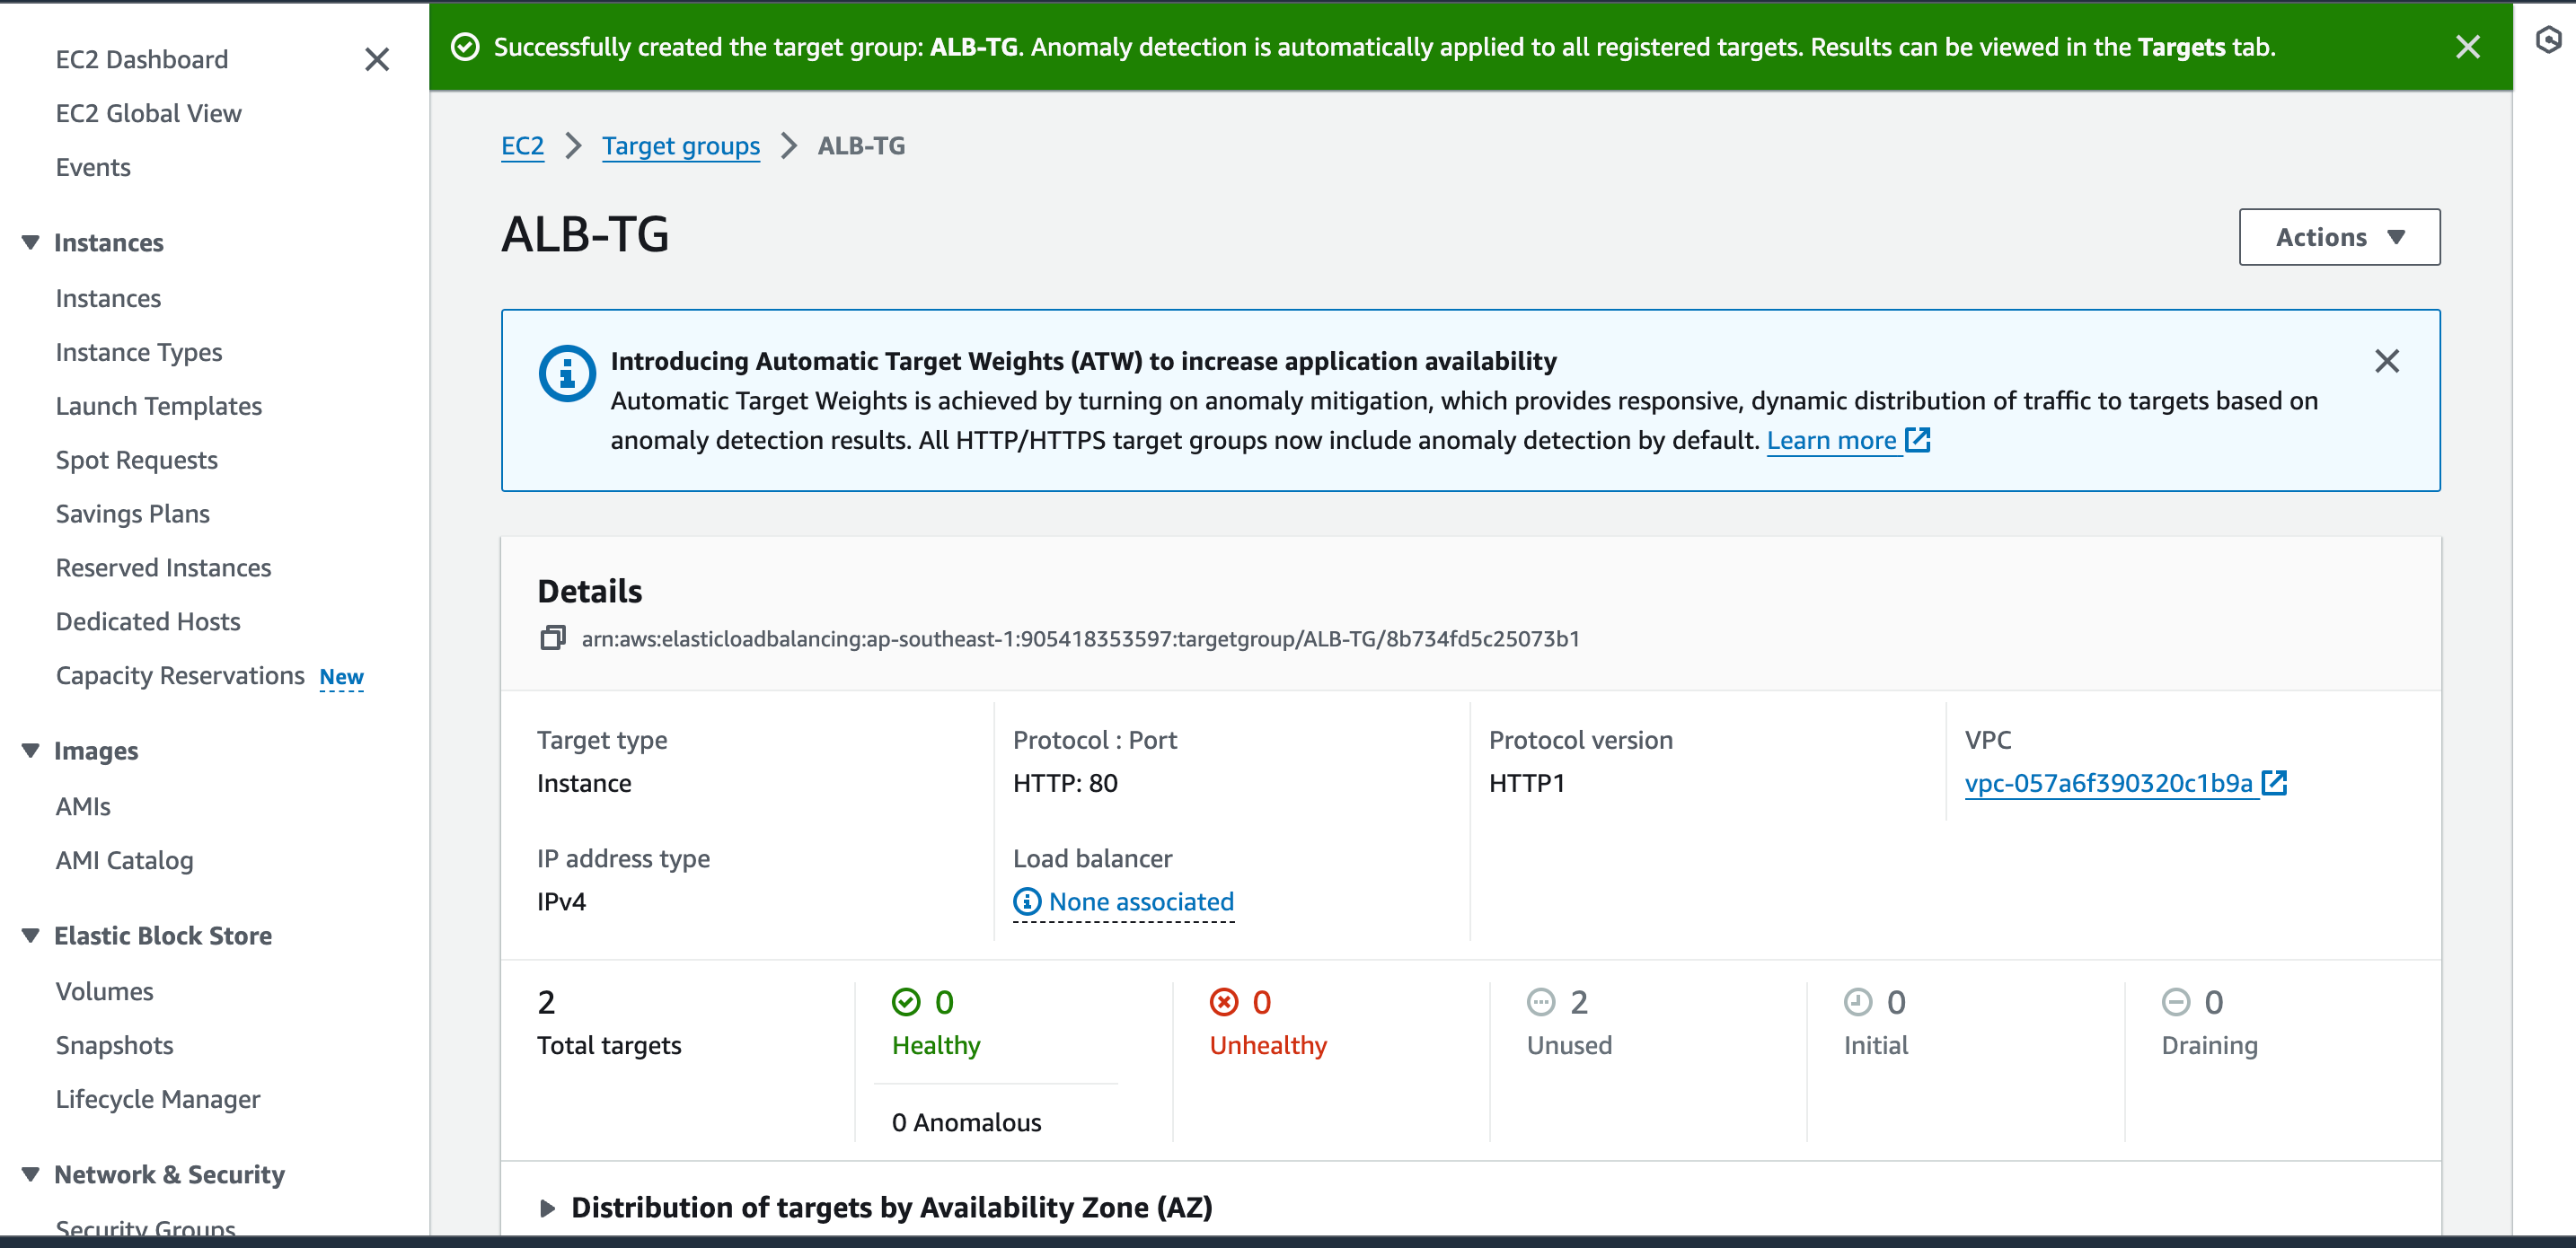 EC2 Dashboard
EC2 Global View
Events
Instances
Instances
Instance Types
Launch Templates
Spot Requests
Savings Plans
Reserved Instances
Dedicated Hosts
Capacity Reservations New
Images
AMIs
AMI Catalog
Elastic Block Store
Volumes
Snapshots
Lifecycle Manager
Network & Security
Security Groups
Successfully created the target group: ALB-TG. Anomaly detection is automatically applied to all registered targets. Results can be viewed in the Targets tab.
EC2 > Target groups > ALB-TG
ALB-TG
Actions
Introducing Automatic Target Weights (ATW) to increase application availability
Automatic Target Weights is achieved by turning on anomaly mitigation, which provides responsive, dynamic distribution of traffic to targets based on
anomaly detection results. All HTTP/HTTPS target groups now include anomaly detection by default. Learn more
Details
arn:aws:elasticloadbalancing:ap-southeast-1:905418353597:targetgroup/ALB-TG/8b734fd5c25073b1
Target type
Instance
Protocol : Port
HTTP: 80
Protocol version
HTTP1
VPC
vpc-057a6f390320c1b9a
IP address type
IPv4
Load balancer
None associated
2
Total targets
0
Healthy
0 Anomalous
0
Unhealthy
2
Unused
0
Initial
0
Draining
Distribution of targets by Availability Zone (AZ)